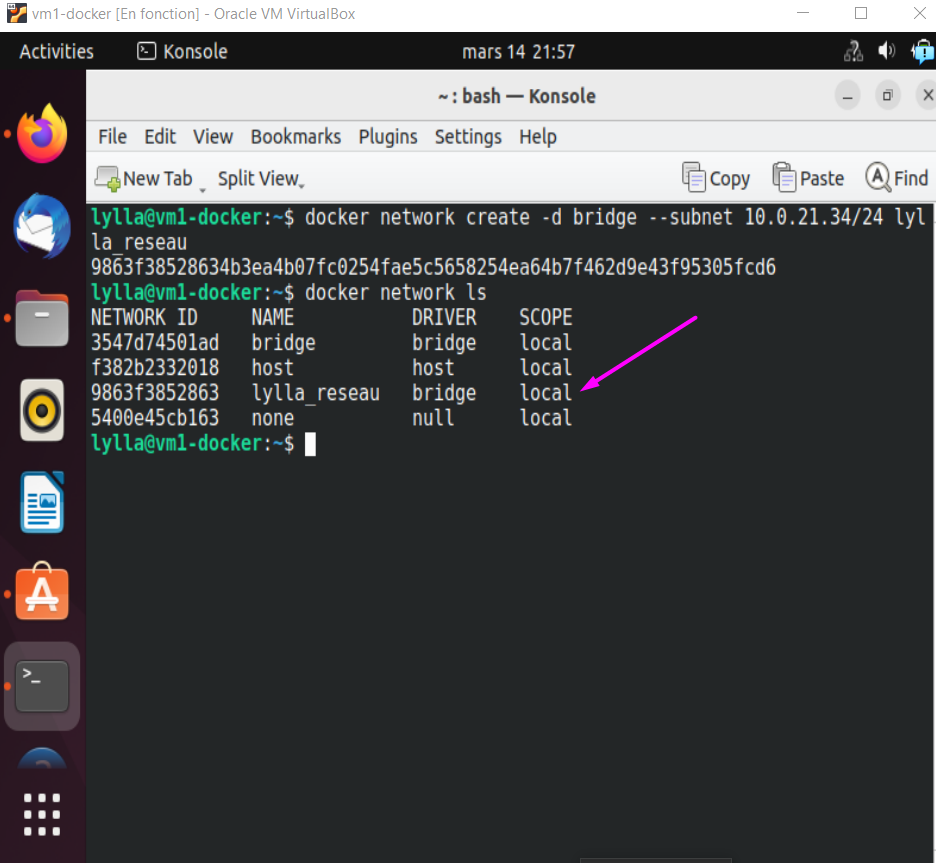 vm1-docker [En fonction] - Oracle VM VirtualBox
Activities Konsole mars 14 21:57
~ : bash — Konsole
File Edit View Bookmarks Plugins Settings Help
New Tab Split View Copy Paste Find
lylla@vm1-docker:~$ docker network create -d bridge --subnet 10.0.21.34/24 lyl
la_reseau
9863f38528634b3ea4b07fc0254fae5c5658254ea64b7f462d9e43f95305fcd6
lylla@vm1-docker:~$ docker network ls
NETWORK ID NAME DRIVER SCOPE
3547d74501ad bridge bridge local
f382b2332018 host host local
9863f3852863 lylla_reseau bridge local
5400e45cb163 none null local
lylla@vm1-docker:~$